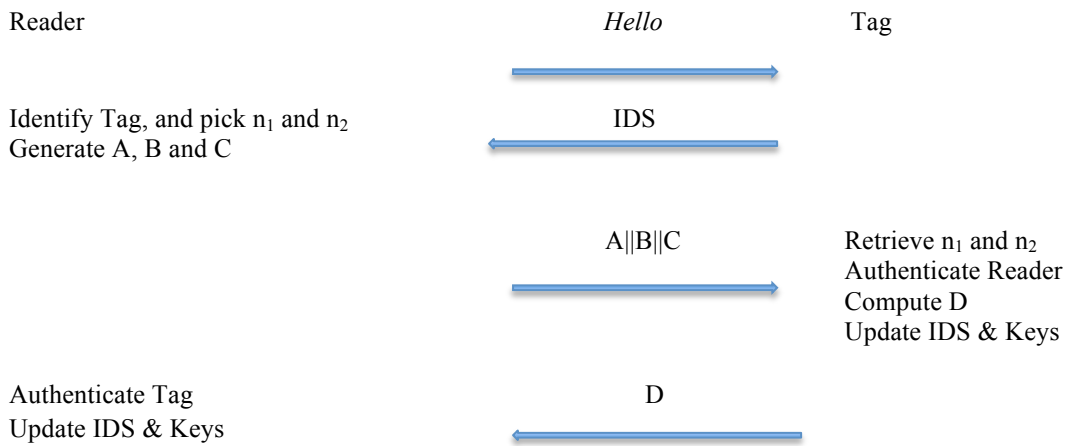 Reader Hello Tag
Identify Tag, and pick n₁ and n₂ IDS
Generate A, B and C
A||B||C Retrieve n₁ and n₂
Authenticate Reader
Compute D
Update IDS & Keys
Authenticate Tag D
Update IDS & Keys